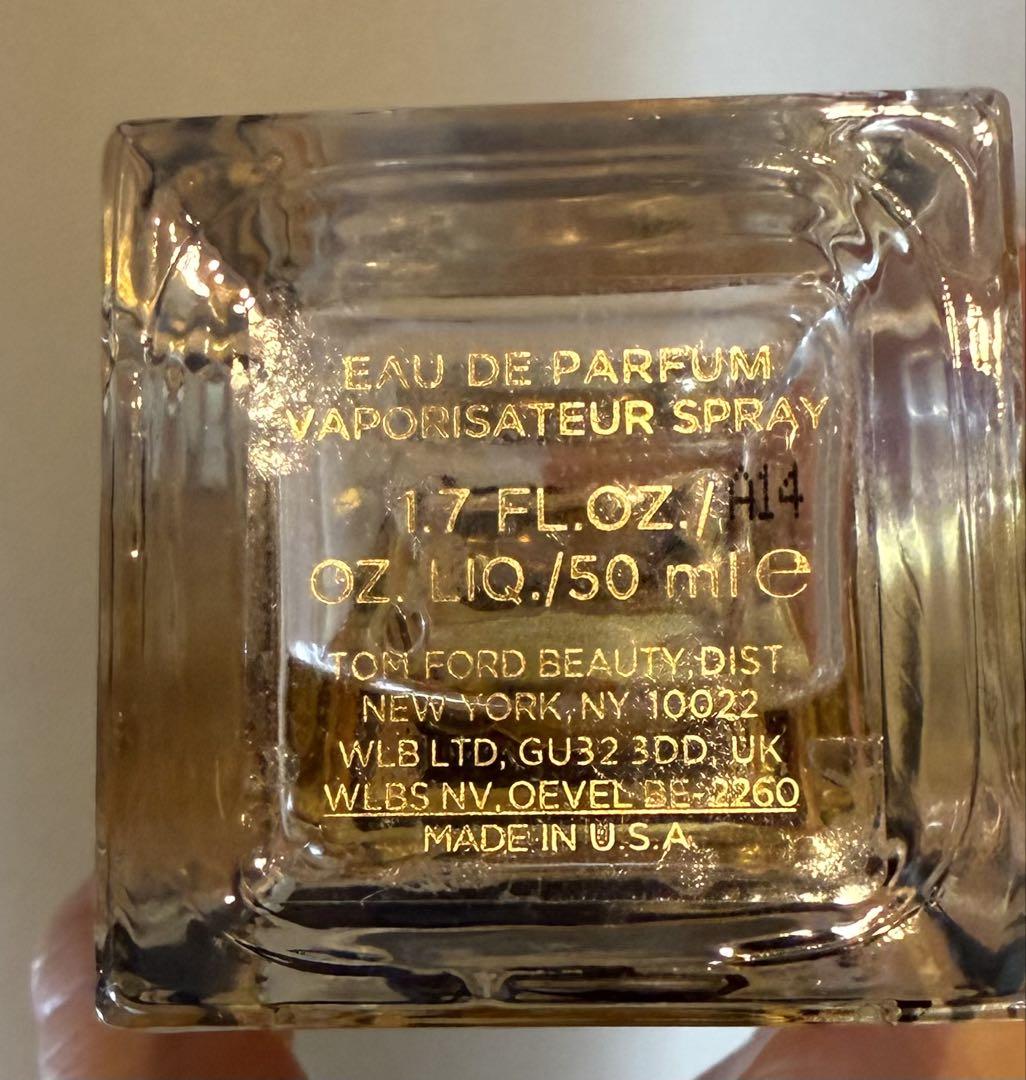 EAU DE PARFUM
VAPORISATEUR SPRAY
1.7 FL.OZ./ A14
OZ. LIQ./50 ml e
TOM FORD BEAUTY, DIST
NEW YORK, NY 10022
WLB LTD, GU32 3DD, UK
WLBS NV, OEVEL BE-2260
MADE IN U.S.A